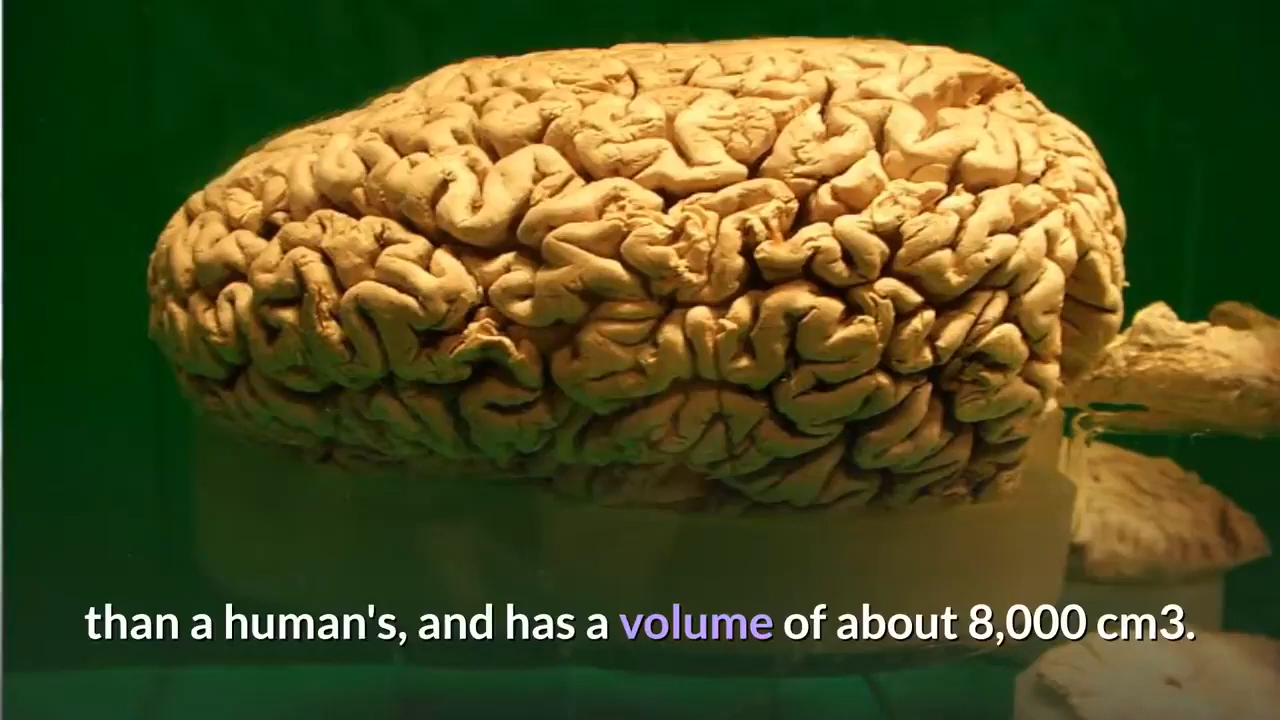 than a human's, and has a volume of about 8,000 cm3.